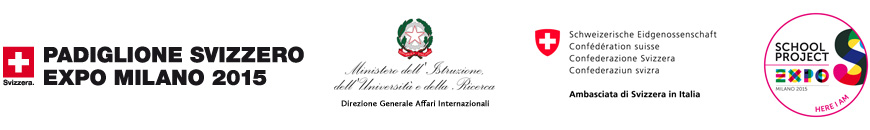 Svizzera.
PADIGLIONE SVIZZERO
EXPO MILANO 2015
Ministero dell'Istruzione,
dell'Università e della Ricerca
Direzione Generale Affari Internazionali
Schweizerische Eidgenossenschaft
Confédération suisse
Confederazione Svizzera
Confederaziun svizra
Ambasciata di Svizzera in Italia
SCHOOL
PROJECT
EXPO
MILANO 2015
HERE I AM
S